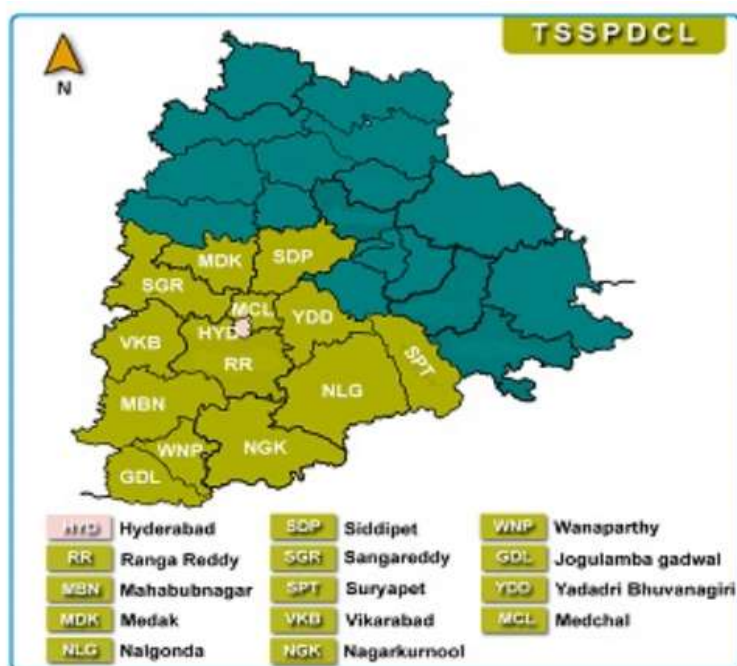 TSSPDCL
N
MDK
SDP
SGR
MCL
YDD
HYD
VKB
RR
SPT
NLG
MBN
WNP
NGK
GDL
HYD Hyderabad
RR Ranga Reddy
MBN Mahabubnagar
MDK Medak
NLG Nalgonda
SDP Siddipet
SGR Sangareddy
SPT Suryapet
VKB Vikarabad
NGK Nagarkurnool
WNP Wanaparthy
GDL Jogulamba gadwal
YDD Yadadri Bhuvanagiri
MCL Medchal